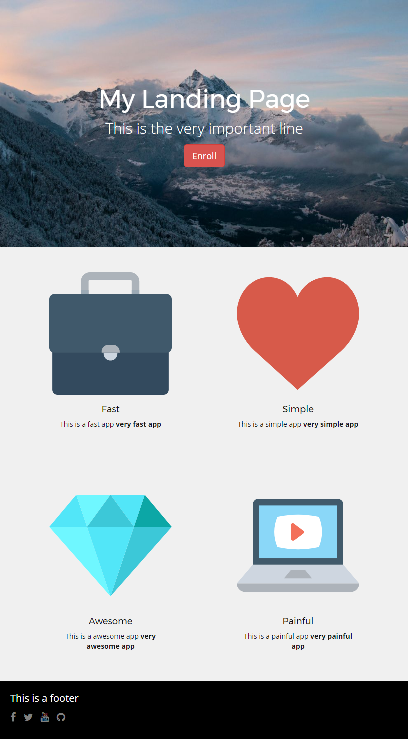 My Landing Page
This is the very important line
Enroll
Fast
This is a fast app very fast app
Simple
This is a simple app very simple app
Awesome
This is a awesome app very
awesome app
Painful
This is a painful app very painful
app
This is a footer